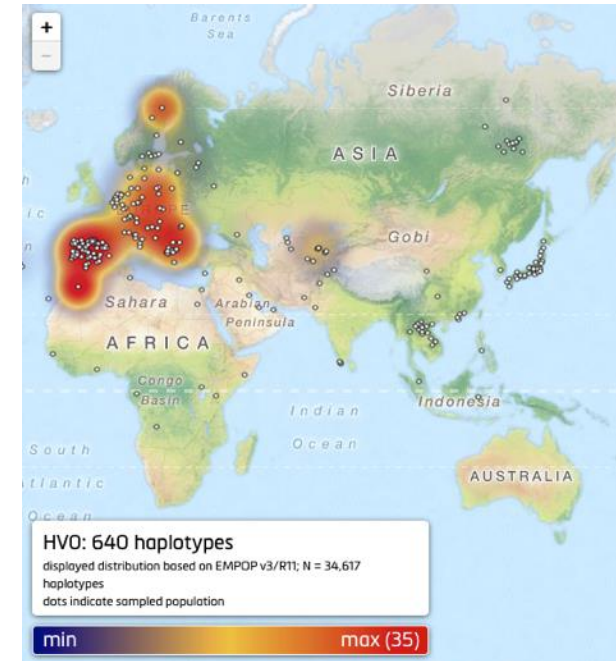 +
Barents
Sea
−
Siberia
ASIA
EUROPE
Gobi
Sahara
Arabian
Peninsula
AFRICA
Congo
Basin
Indian
Indonesia
Ocean
South
AUSTRALIA
Atlantic
Ocean
HV0: 640 haplotypes
displayed distribution based on EMPOP v3/R11; N = 34,617
haplotypes
dots indicate sampled population
min max (35)